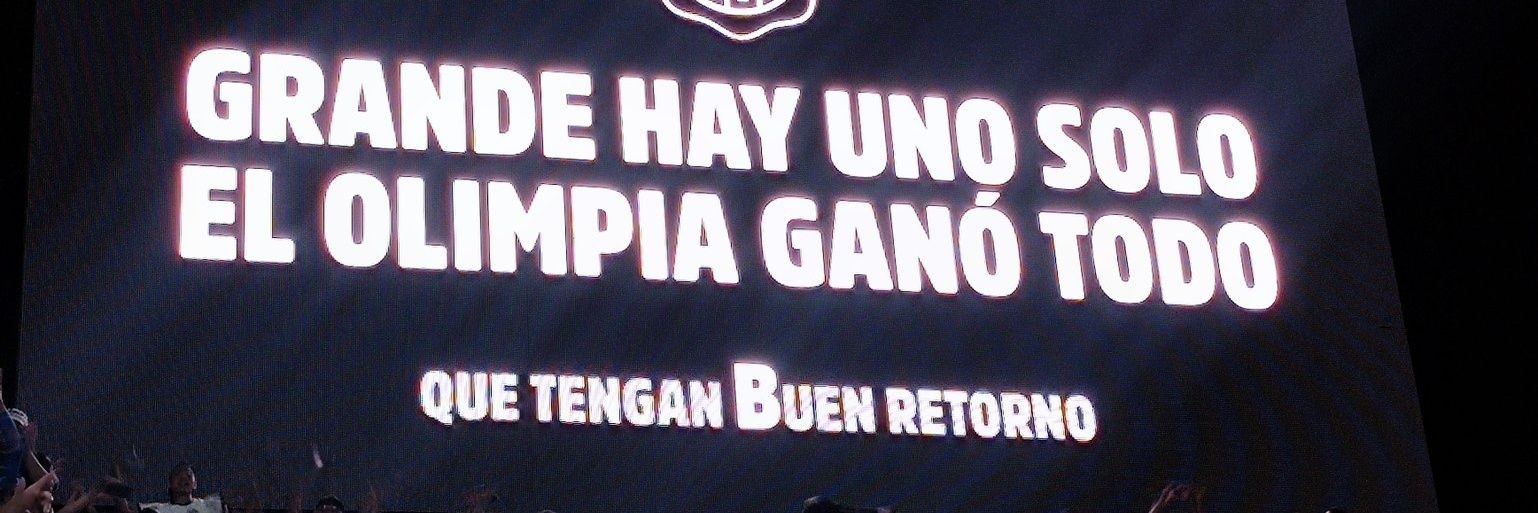 GRANDE HAY UNO SOLO
EL OLIMPIA GANÓ TODO
QUE TENGAN BUEN RETORNO